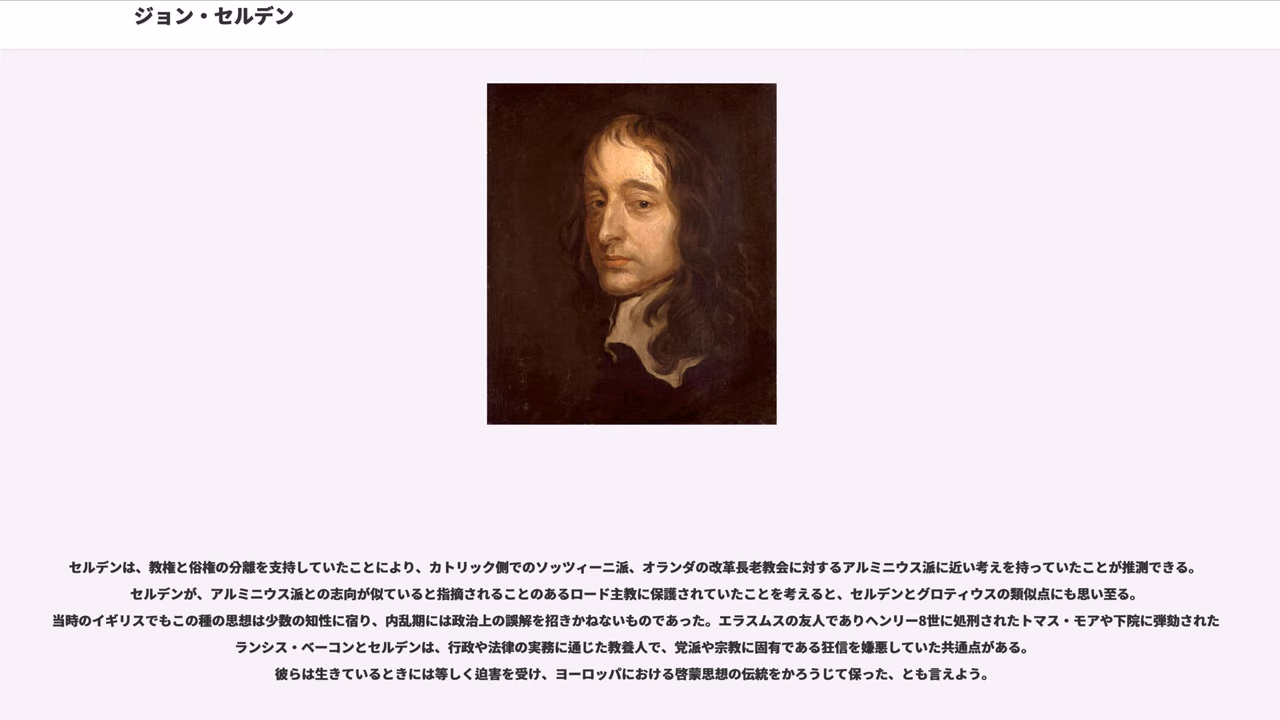 ジョン・セルデン
セルデンは、教権と俗権の分離を支持していたことにより、カトリック側でのソッツィーニ派、オランダの改革長老教会に対するアルミニウス派に近い考えを持っていたことが推測できる。
セルデンが、アルミニウス派との志向が似ていると指摘されることのあるロード主教に保護されていたことを考えると、セルデンとグロティウスの類似点にも思い至る。
当時のイギリスでもこの種の思想は少数の知性に宿り、内乱期には政治上の誤解を招きかねないものであった。エラスムスの友人でありヘンリー8世に処刑されたトマス・モアや下院に弾劾された
ランシス・ベーコンとセルデンは、行政や法律の実務に通じた教養人で、党派や宗教に固有である狂信を嫌悪していた共通点がある。
彼らは生きているときには等しく迫害を受け、ヨーロッパにおける啓蒙思想の伝統をかろうじて保った、とも言えよう。